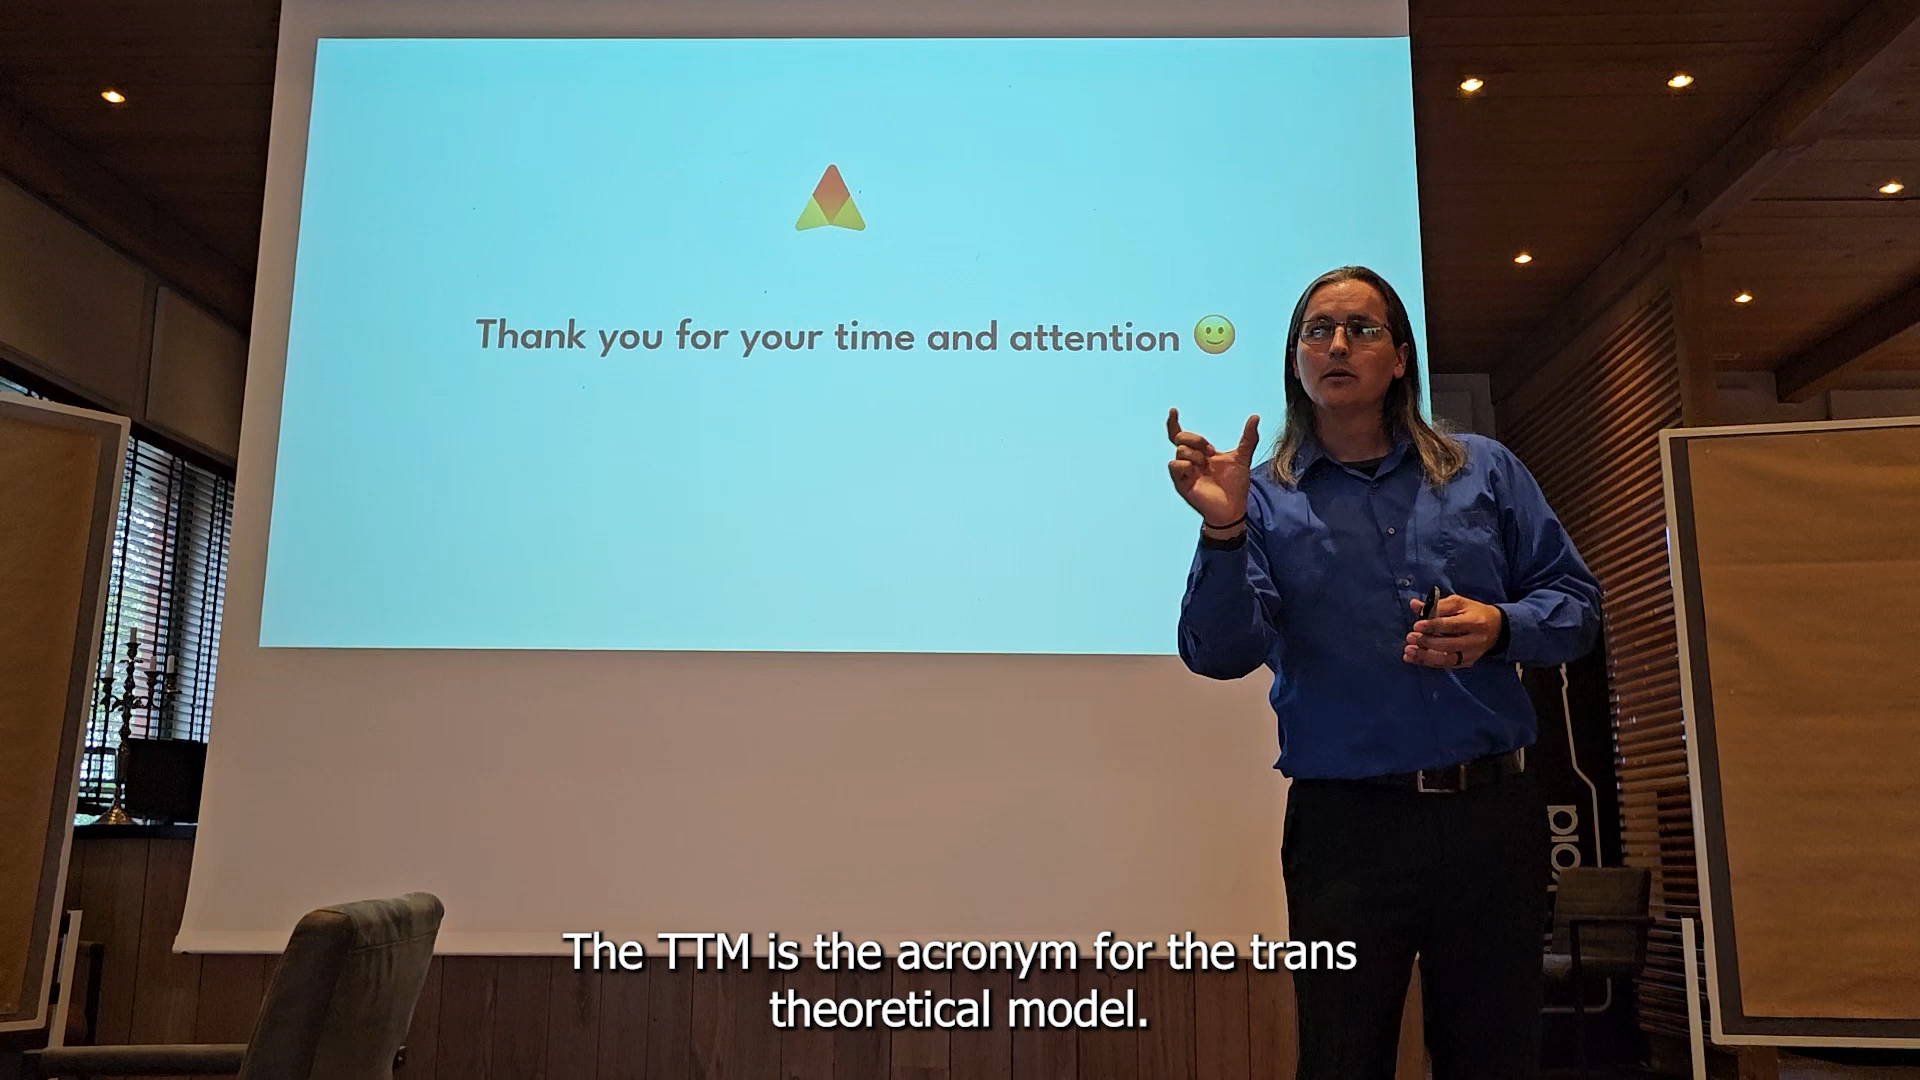 Thank you for your time and attention 🙂
The TTM is the acronym for the trans
theoretical model.